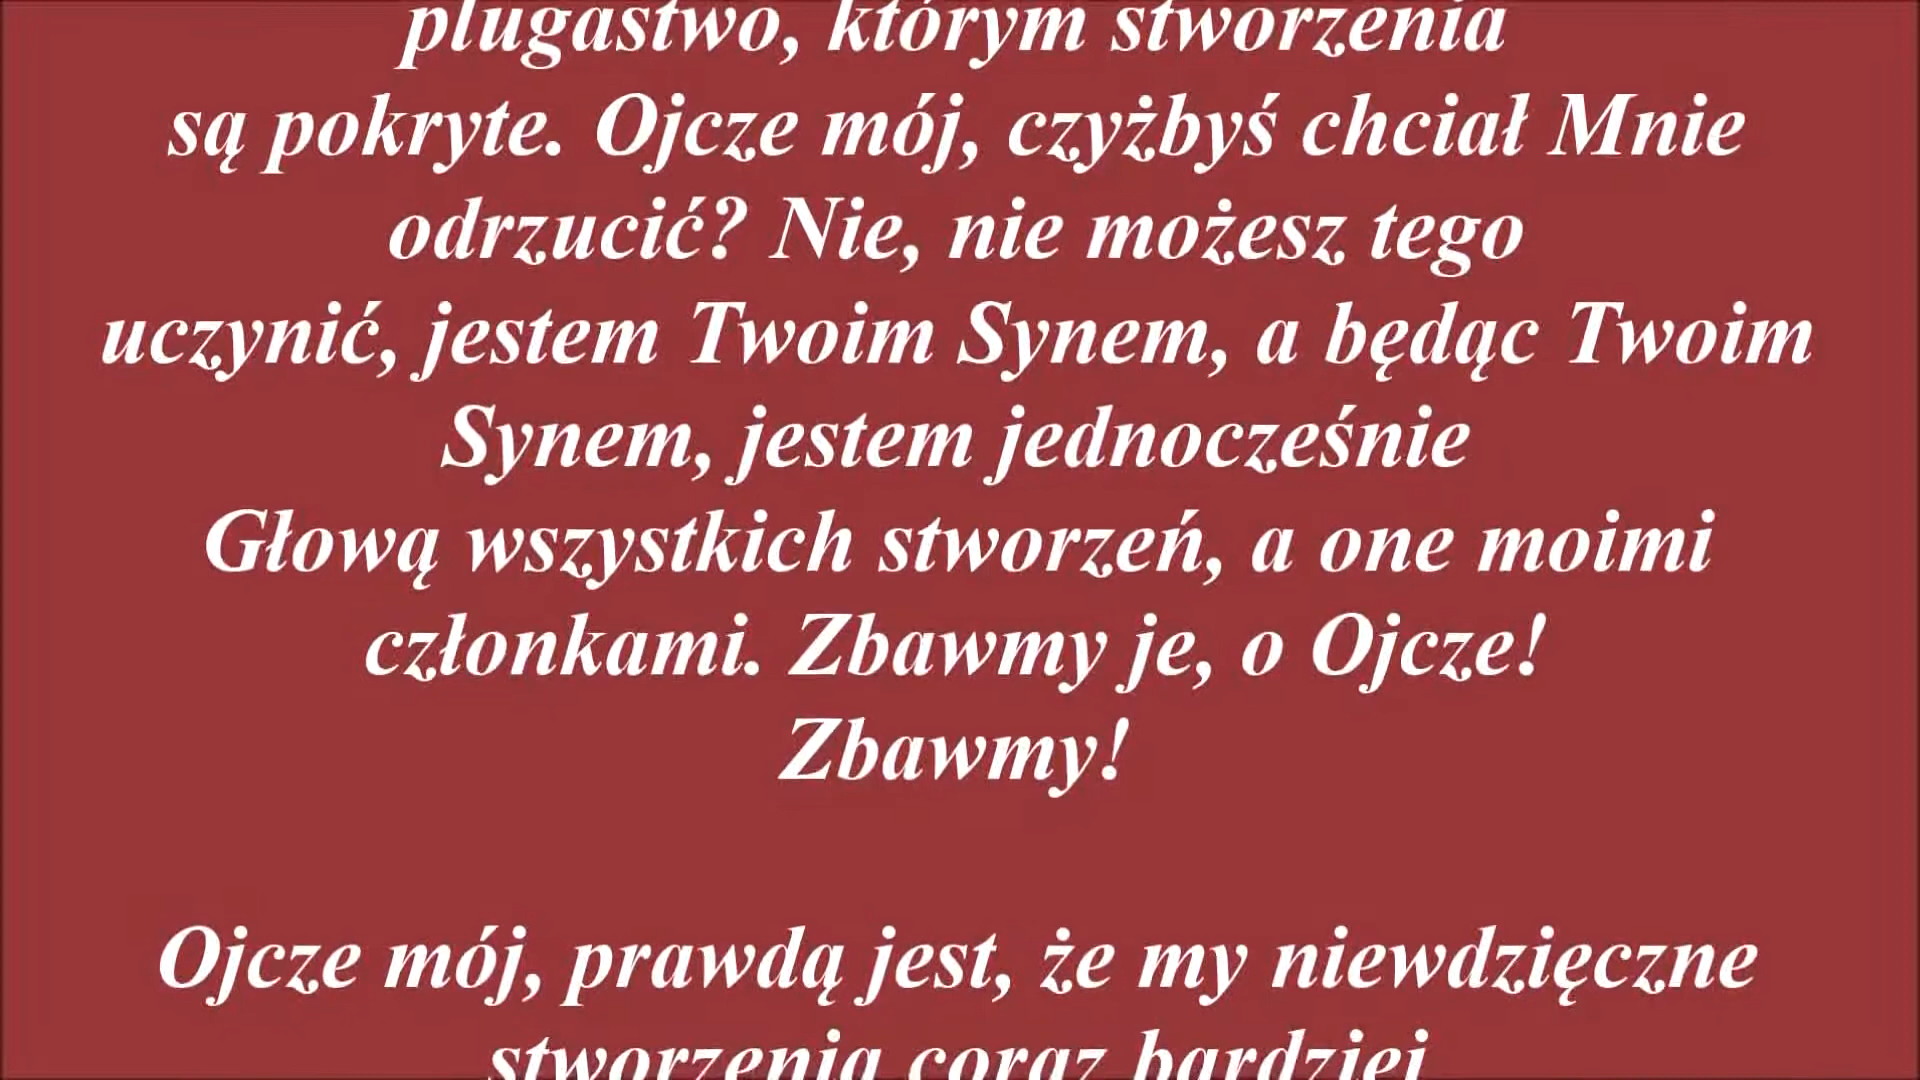 plugastwo, którym stworzenia
są pokryte. Ojcze mój, czyżbyś chciał Mnie
odrzucić? Nie, nie możesz tego
uczynić, jestem Twoim Synem, a będąc Twoim
Synem, jestem jednocześnie
Głową wszystkich stworzeń, a one moimi
członkami. Zbawmy je, o Ojcze!
Zbawmy!
Ojcze mój, prawdą jest, że my niewdzięczne
stworzenia coraz bardziej